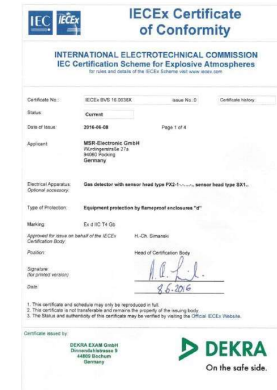 IEC IECEx
IECEx Certificate
of Conformity
INTERNATIONAL ELECTROTECHNICAL COMMISSION
IEC Certification Scheme for Explosive Atmospheres
for rules and details of the IECEx Scheme visit www.iecex.com
Certificate No.: IECEx BVS 16.0036X Issue No: 0 Certificate history:
Status: Current
Date of Issue: 2016-06-08 Page 1 of 4
Applicant: MSR-Electronic GmbH
Würdingerstraße 27a
94060 Pocking
Germany
Electrical Apparatus: Gas detector with sensor head type PX2-1-.-.-., sensor head type SX1..
Optional accessory:
Type of Protection: Equipment protection by flameproof enclosures "d"
Marking: Ex d IIC T4 Gb
Approved for issue on behalf of the IECEx H.-Ch. Simanski
Certification Body:
Position: Head of Certification Body
Signature:
(for printed version)
Date: 8.6.2016
1. This certificate and schedule may only be reproduced in full.
2. This certificate is not transferable and remains the property of the issuing body.
3. The Status and authenticity of this certificate may be verified by visiting the Official IECEx Website.
Certificate issued by:
DEKRA EXAM GmbH
Dinnendahlstrasse 9
44809 Bochum
Germany
DEKRA
On the safe side.